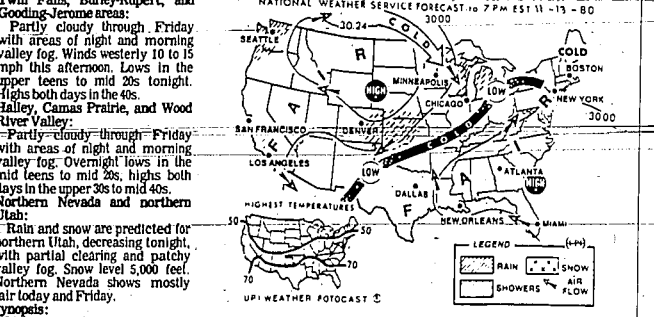 Twin Falls, Burley-Rupert, and
Gooding-Jerome areas:
Partly cloudy through Friday
with areas of night and morning
valley fog. Winds westerly 10 to 15
mph this afternoon. Lows in the
upper teens to mid 20s tonight.
Highs both days in the 40s.
Halley, Camas Prairie, and Wood
River Valley:
Partly cloudy through Friday
with areas of night and morning
valley fog. Overnight lows in the
mid teens to mid 20s, highs both
days in the upper 30s to mid 40s.
Northern Nevada and northern
Utah:
Rain and snow are predicted for
northern Utah, decreasing tonight,
with partial clearing and patchy
valley fog. Snow level 5,000 feet.
Northern Nevada shows mostly
fair today and Friday.
Synopsis:
NATIONAL WEATHER SERVICE FORECAST to 7 PM EST 11-13-80
30.24
3000
COLD
SEATTLE
COLD
BOSTON
MINNEAPOLIS
HIGH
LOW
CHICAGO
NEW YORK
3000
FAIR
FAIR
SAN FRANCISCO
DENVER
COLD
LOS ANGELES
LOW
ATLANTA
HIGH
DALLAS
NEW ORLEANS
MIAMI
HIGHEST TEMPERATURES
50
50
70
70
LEGEND
RAIN
SNOW
SHOWERS
AIR
FLOW
UPI WEATHER FOTOCAST